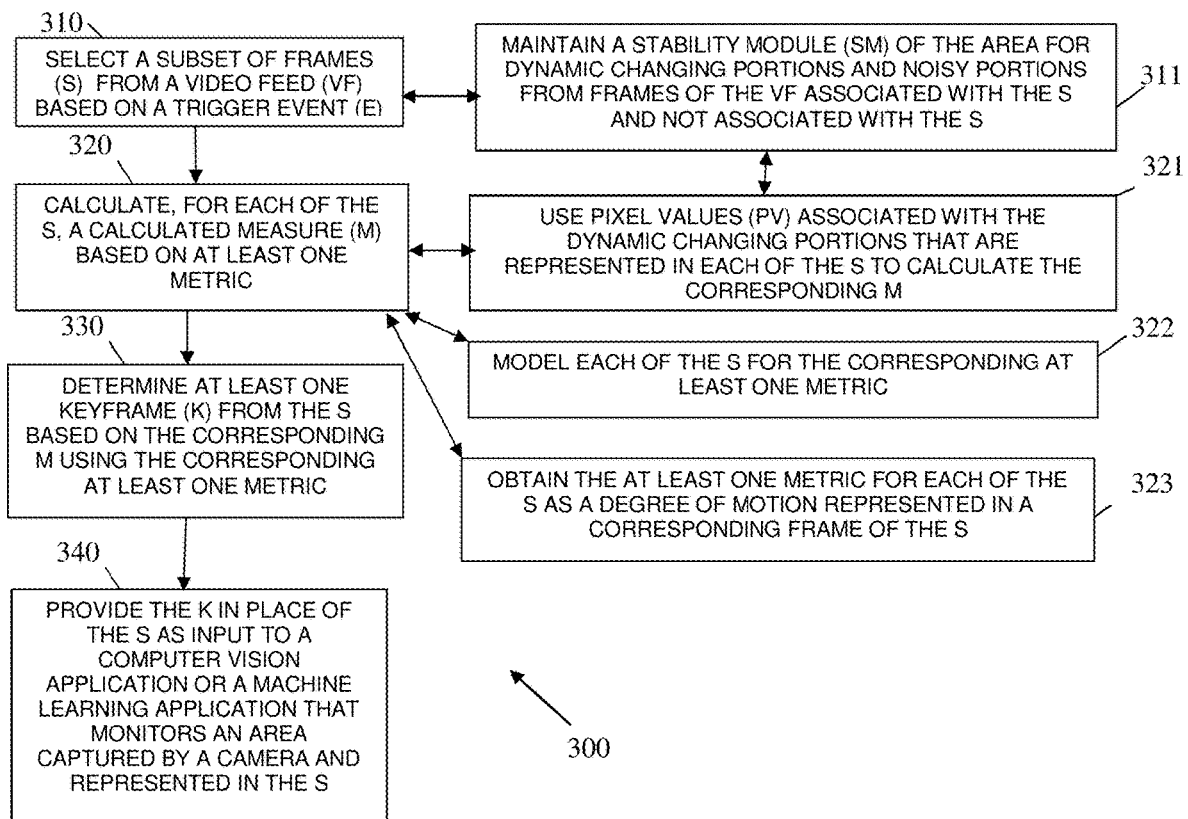 310
SELECT A SUBSET OF FRAMES
(S) FROM A VIDEO FEED (VF)
BASED ON A TRIGGER EVENT (E)
MAINTAIN A STABILITY MODULE (SM) OF THE AREA FOR
DYNAMIC CHANGING PORTIONS AND NOISY PORTIONS
FROM FRAMES OF THE VF ASSOCIATED WITH THE S
AND NOT ASSOCIATED WITH THE S
311
320
CALCULATE, FOR EACH OF THE
S, A CALCULATED MEASURE (M)
BASED ON AT LEAST ONE
METRIC
321
USE PIXEL VALUES (PV) ASSOCIATED WITH THE
DYNAMIC CHANGING PORTIONS THAT ARE
REPRESENTED IN EACH OF THE S TO CALCULATE THE
CORRESPONDING M
322
MODEL EACH OF THE S FOR THE CORRESPONDING AT
LEAST ONE METRIC
330
DETERMINE AT LEAST ONE
KEYFRAME (K) FROM THE S
BASED ON THE CORRESPONDING
M USING THE CORRESPONDING
AT LEAST ONE METRIC
323
OBTAIN THE AT LEAST ONE METRIC FOR EACH OF THE
S AS A DEGREE OF MOTION REPRESENTED IN A
CORRESPONDING FRAME OF THE S
340
PROVIDE THE K IN PLACE OF
THE S AS INPUT TO A
COMPUTER VISION
APPLICATION OR A MACHINE
LEARNING APPLICATION THAT
MONITORS AN AREA
CAPTURED BY A CAMERA AND
REPRESENTED IN THE S
300